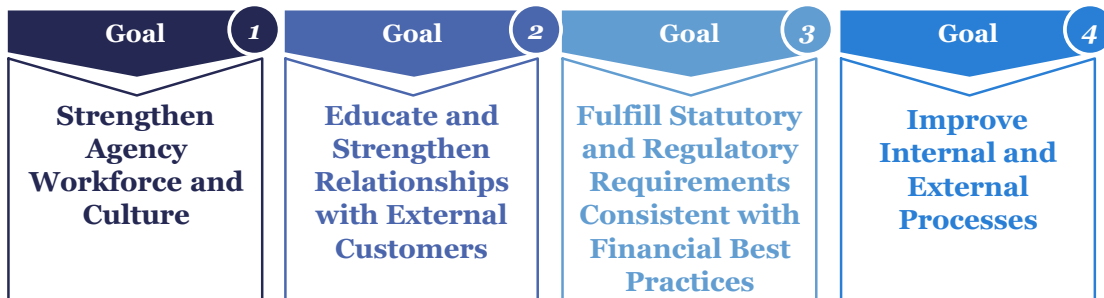 Goal 1
Strengthen
Agency
Workforce and
Culture
Goal 2
Educate and
Strengthen
Relationships
with External
Customers
Goal 3
Fulfill Statutory
and Regulatory
Requirements
Consistent with
Financial Best
Practices
Goal 4
Improve
Internal and
External
Processes